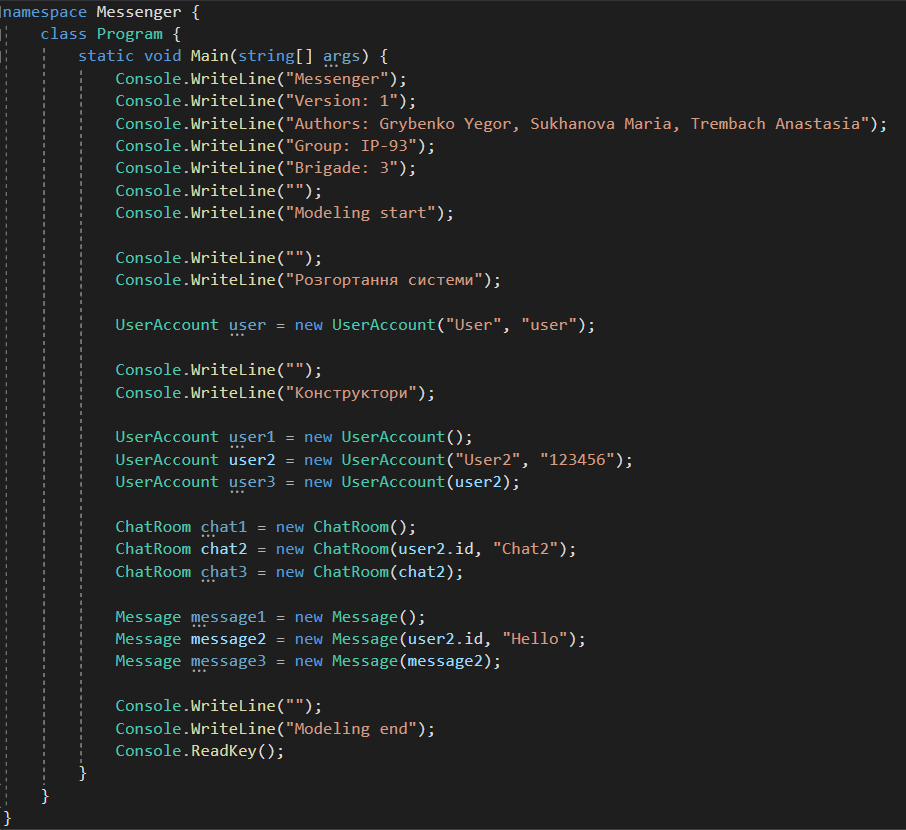 namespace Messenger {
class Program {
static void Main(string[] args) {
Console.WriteLine("Messenger");
Console.WriteLine("Version: 1");
Console.WriteLine("Authors: Grybenko Yegor, Sukhanova Maria, Trembach Anastasia");
Console.WriteLine("Group: IP-93");
Console.WriteLine("Brigade: 3");
Console.WriteLine("");
Console.WriteLine("Modeling start");
Console.WriteLine("");
Console.WriteLine("Розгортання системи");
UserAccount user = new UserAccount("User", "user");
Console.WriteLine("");
Console.WriteLine("Конструктори");
UserAccount user1 = new UserAccount();
UserAccount user2 = new UserAccount("User2", "123456");
UserAccount user3 = new UserAccount(user2);
ChatRoom chat1 = new ChatRoom();
ChatRoom chat2 = new ChatRoom(user2.id, "Chat2");
ChatRoom chat3 = new ChatRoom(chat2);
Message message1 = new Message();
Message message2 = new Message(user2.id, "Hello");
Message message3 = new Message(message2);
Console.WriteLine("");
Console.WriteLine("Modeling end");
Console.ReadKey();
}
}
}